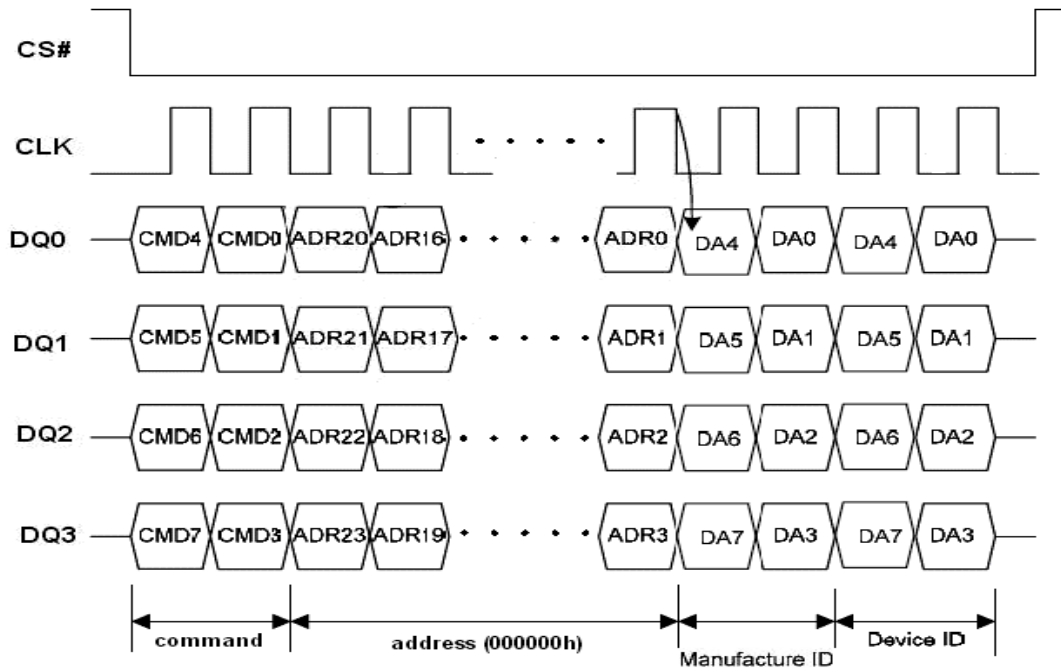 CS#
CLK
DQ0 CMD4 CMD0 ADR20 ADR16 ADR0 DA4 DA0 DA4 DA0
DQ1 CMD5 CMD1 ADR21 ADR17 ADR1 DA5 DA1 DA5 DA1
DQ2 CMD6 CMD2 ADR22 ADR18 ADR2 DA6 DA2 DA6 DA2
DQ3 CMD7 CMD3 ADR23 ADR19 ADR3 DA7 DA3 DA7 DA3
command address (000000h) Manufacture ID Device ID